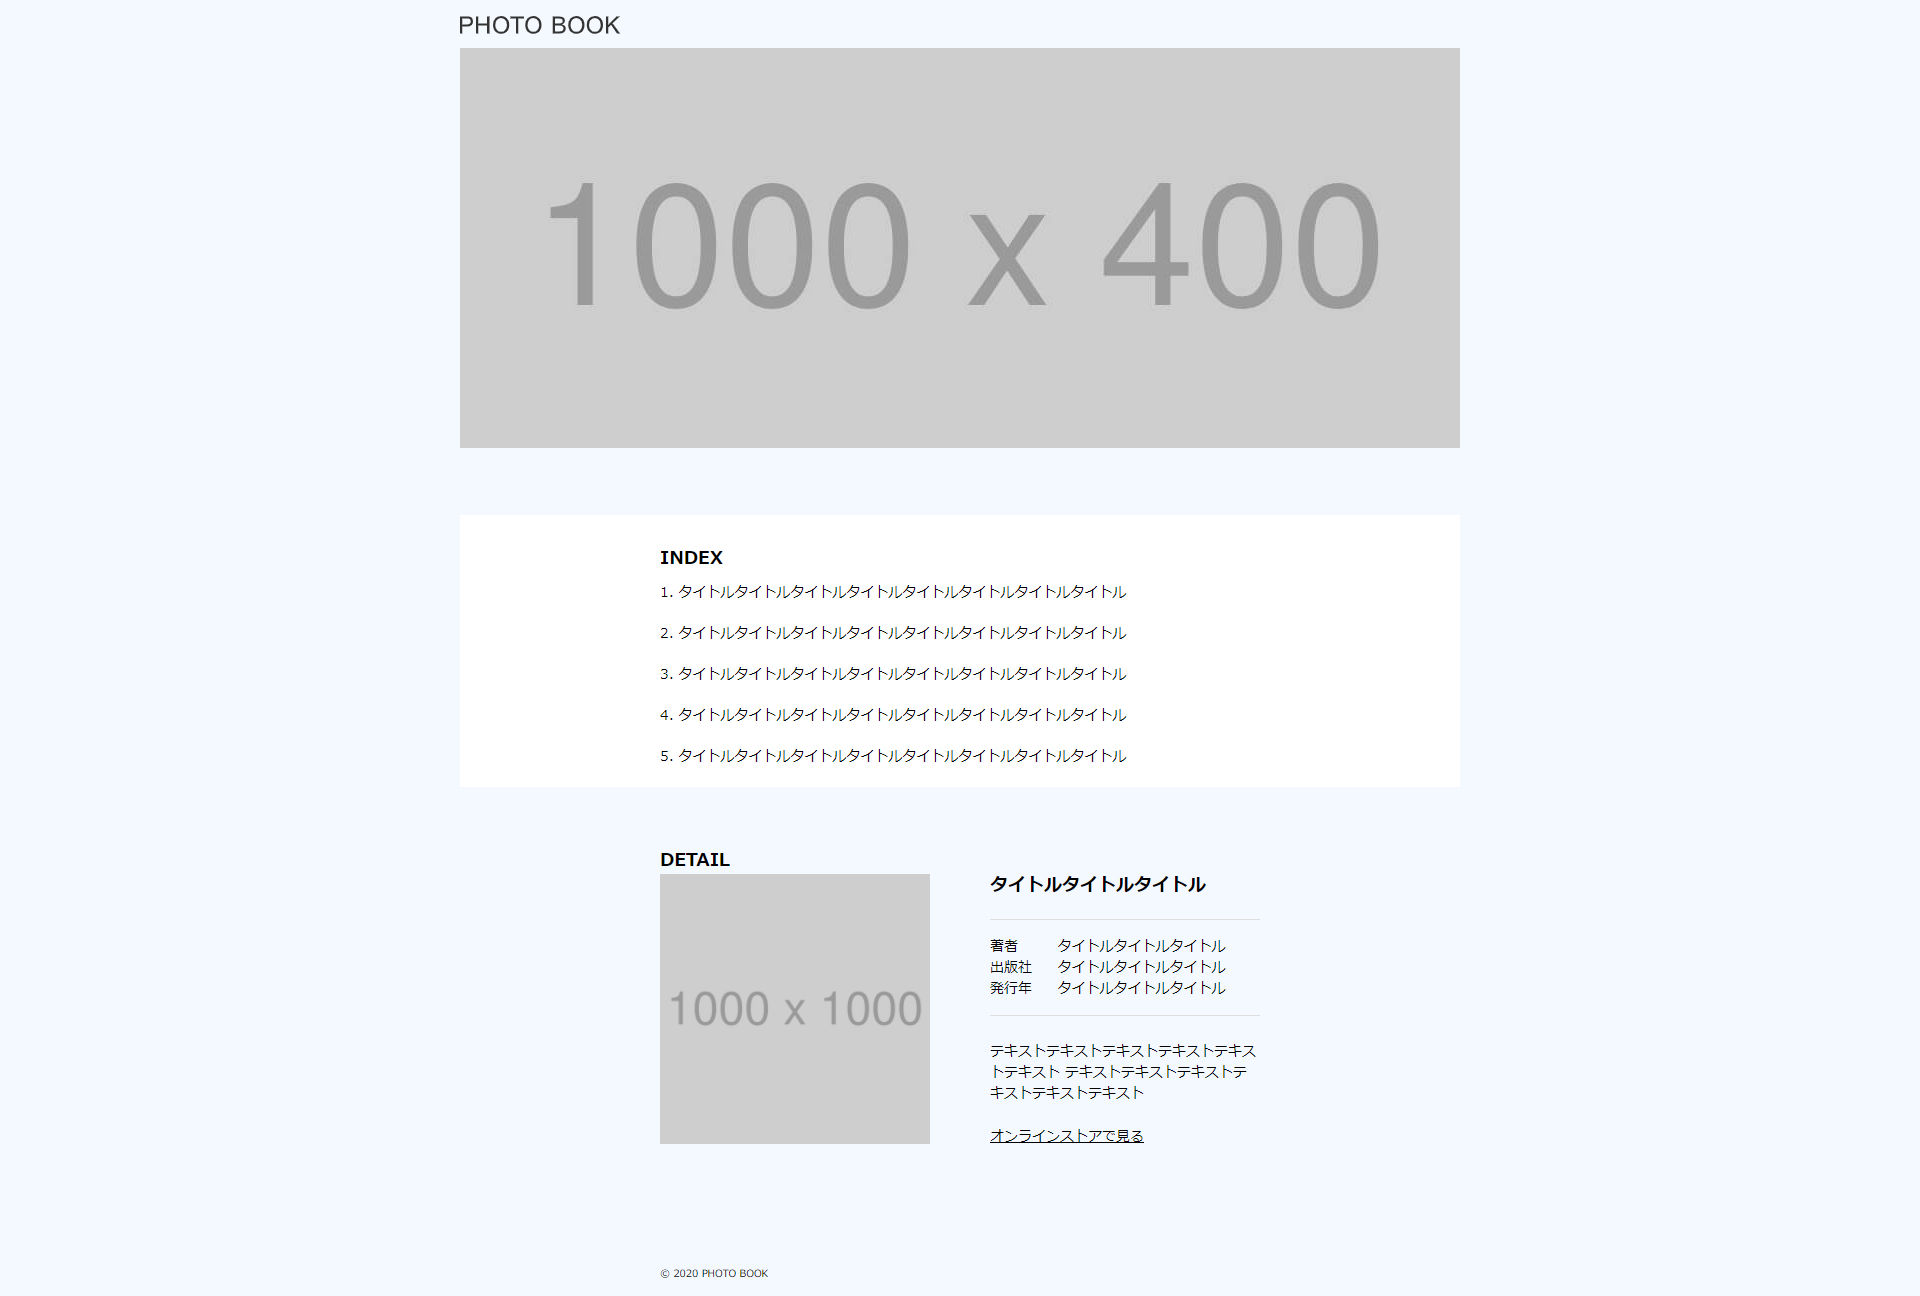 PHOTO BOOK
1000 x 400
INDEX
1. タイトルタイトルタイトルタイトルタイトルタイトルタイトルタイトル
2. タイトルタイトルタイトルタイトルタイトルタイトルタイトルタイトル
3. タイトルタイトルタイトルタイトルタイトルタイトルタイトルタイトル
4. タイトルタイトルタイトルタイトルタイトルタイトルタイトルタイトル
5. タイトルタイトルタイトルタイトルタイトルタイトルタイトルタイトル
DETAIL
1000 x 1000
タイトルタイトルタイトル
著者 タイトルタイトルタイトル
出版社 タイトルタイトルタイトル
発行年 タイトルタイトルタイトル
テキストテキストテキストテキストテキス
トテキスト テキストテキストテキストテ
キストテキストテキスト
オンラインストアで見る
© 2020 PHOTO BOOK